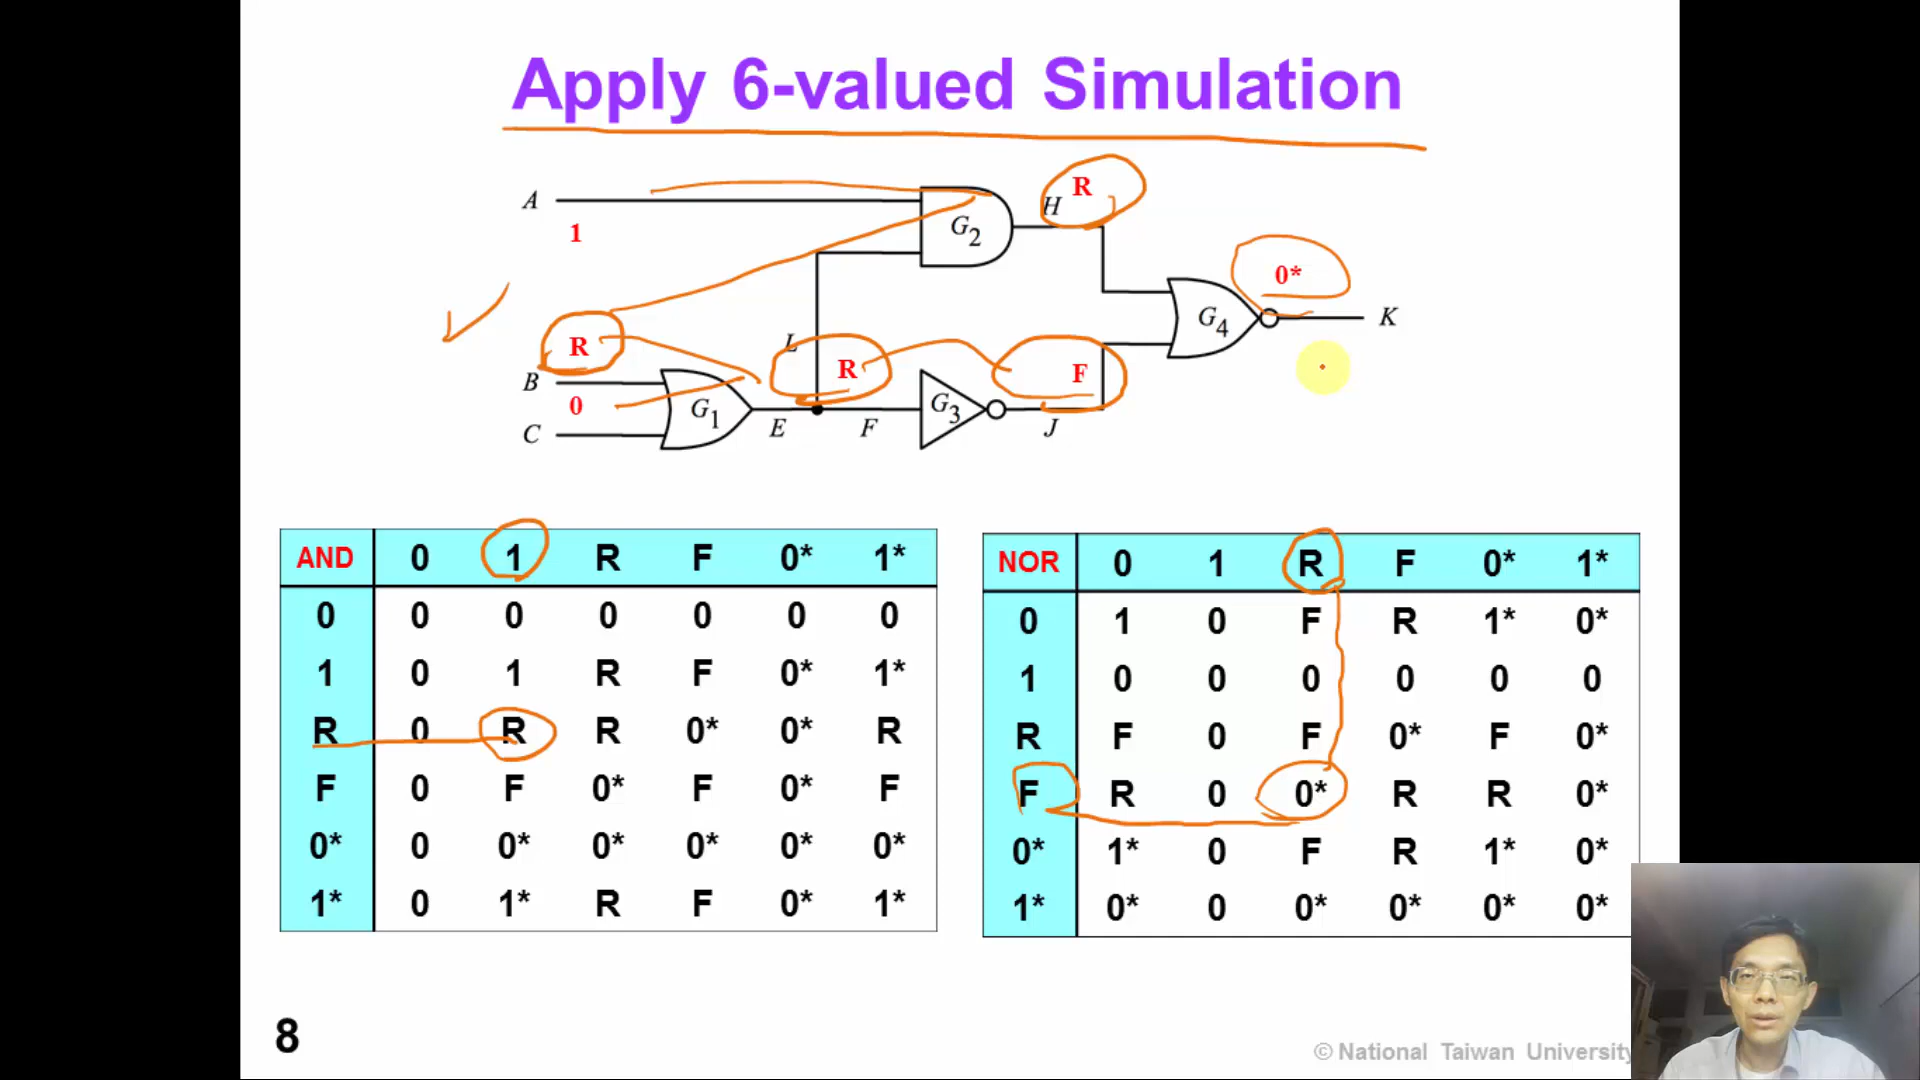 Apply 6-valued Simulation
A
1
G2
H
R
0*
G4
K
R
B
0
C
G1
L
R
E
F
G3
F
J
AND 0 1 R F 0* 1*
0 0 0 0 0 0 0
1 0 1 R F 0* 1*
R 0 R R 0* 0* R
F 0 F 0* F 0* F
0* 0 0* 0* 0* 0* 0*
1* 0 1* R F 0* 1*
NOR 0 1 R F 0* 1*
0 1 0 F R 1* 0*
1 0 0 0 0 0 0
R F 0 F 0* F 0*
F R 0 0* R R 0*
0* 1* 0 F R 1* 0*
1* 0* 0 0* 0* 0* 0*
8
© National Taiwan University